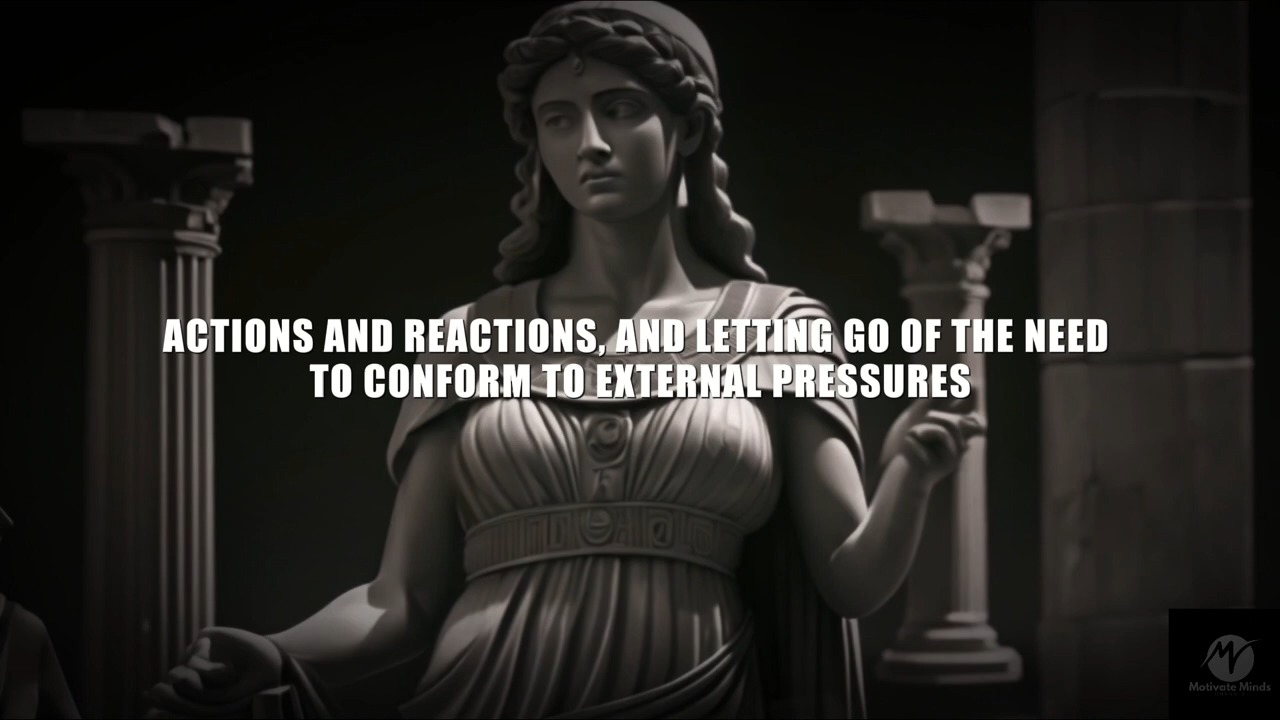 ACTIONS AND REACTIONS, AND LETTING GO OF THE NEED
TO CONFORM TO EXTERNAL PRESSURES
Motivate Minds